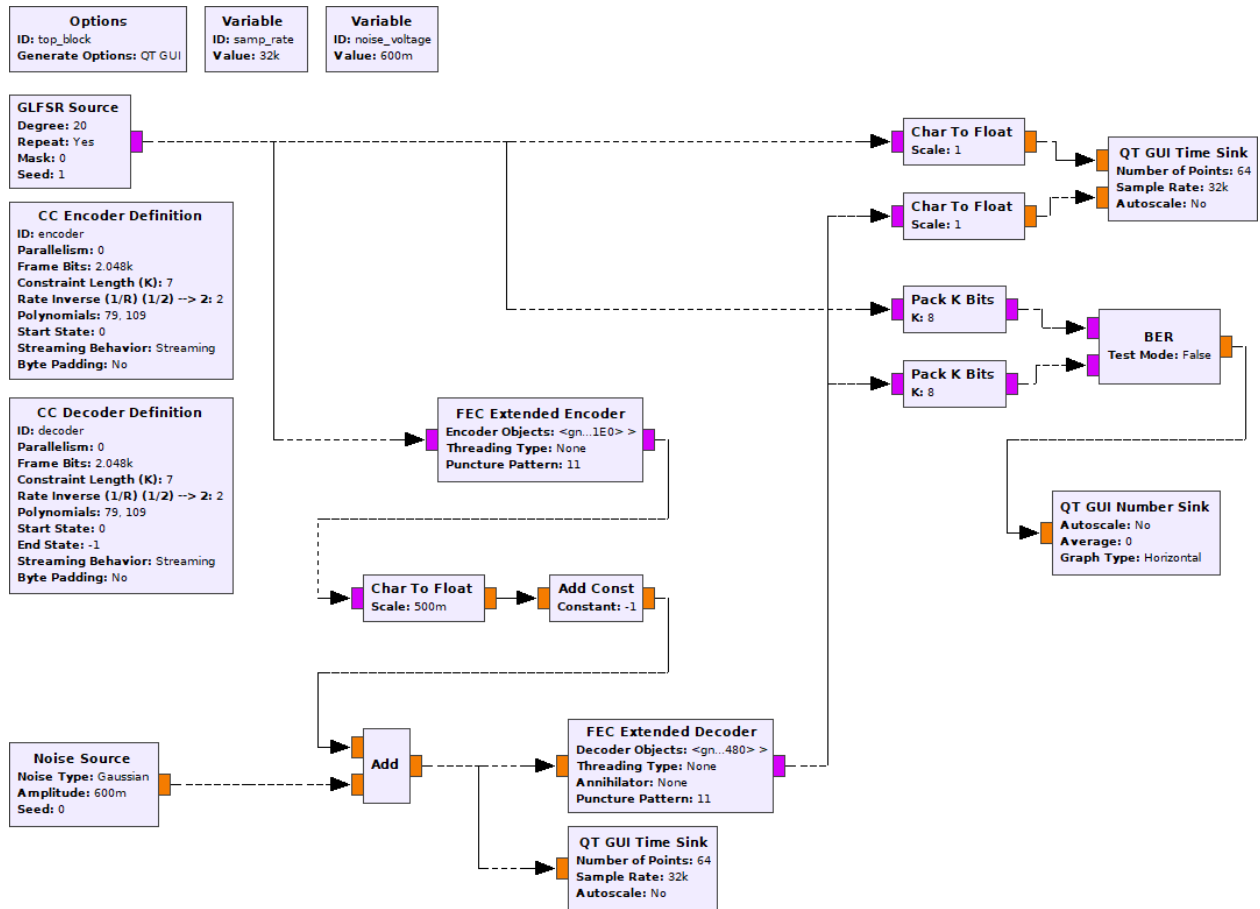 Options
ID: top_block
Generate Options: QT GUI
Variable
ID: samp_rate
Value: 32k
Variable
ID: noise_voltage
Value: 600m
GLFSR Source
Degree: 20
Repeat: Yes
Mask: 0
Seed: 1
Char To Float
Scale: 1
QT GUI Time Sink
Number of Points: 64
Sample Rate: 32k
Autoscale: No
Char To Float
Scale: 1
CC Encoder Definition
ID: encoder
Parallelism: 0
Frame Bits: 2.048k
Constraint Length (K): 7
Rate Inverse (1/R) (1/2) --> 2: 2
Polynomials: 79, 109
Start State: 0
Streaming Behavior: Streaming
Byte Padding: No
Pack K Bits
K: 8
BER
Test Mode: False
Pack K Bits
K: 8
CC Decoder Definition
ID: decoder
Parallelism: 0
Frame Bits: 2.048k
Constraint Length (K): 7
Rate Inverse (1/R) (1/2) --> 2: 2
Polynomials: 79, 109
Start State: 0
End State: -1
Streaming Behavior: Streaming
Byte Padding: No
FEC Extended Encoder
Encoder Objects: <gn...1E0> >
Threading Type: None
Puncture Pattern: 11
QT GUI Number Sink
Autoscale: No
Average: 0
Graph Type: Horizontal
Char To Float
Scale: 500m
Add Const
Constant: -1
Noise Source
Noise Type: Gaussian
Amplitude: 600m
Seed: 0
Add
FEC Extended Decoder
Decoder Objects: <gn...480> >
Threading Type: None
Annihilator: None
Puncture Pattern: 11
QT GUI Time Sink
Number of Points: 64
Sample Rate: 32k
Autoscale: No